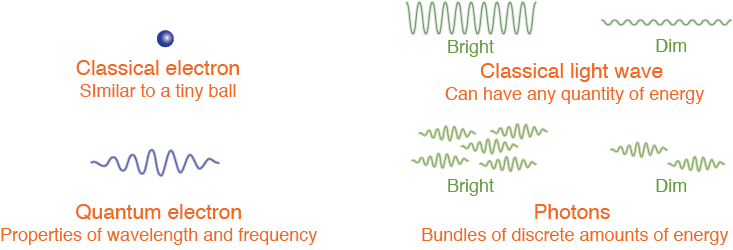 Classical electron
SImilar to a tiny ball
Bright
Dim
Classical light wave
Can have any quantity of energy
Quantum electron
Properties of wavelength and frequency
Bright
Dim
Photons
Bundles of discrete amounts of energy